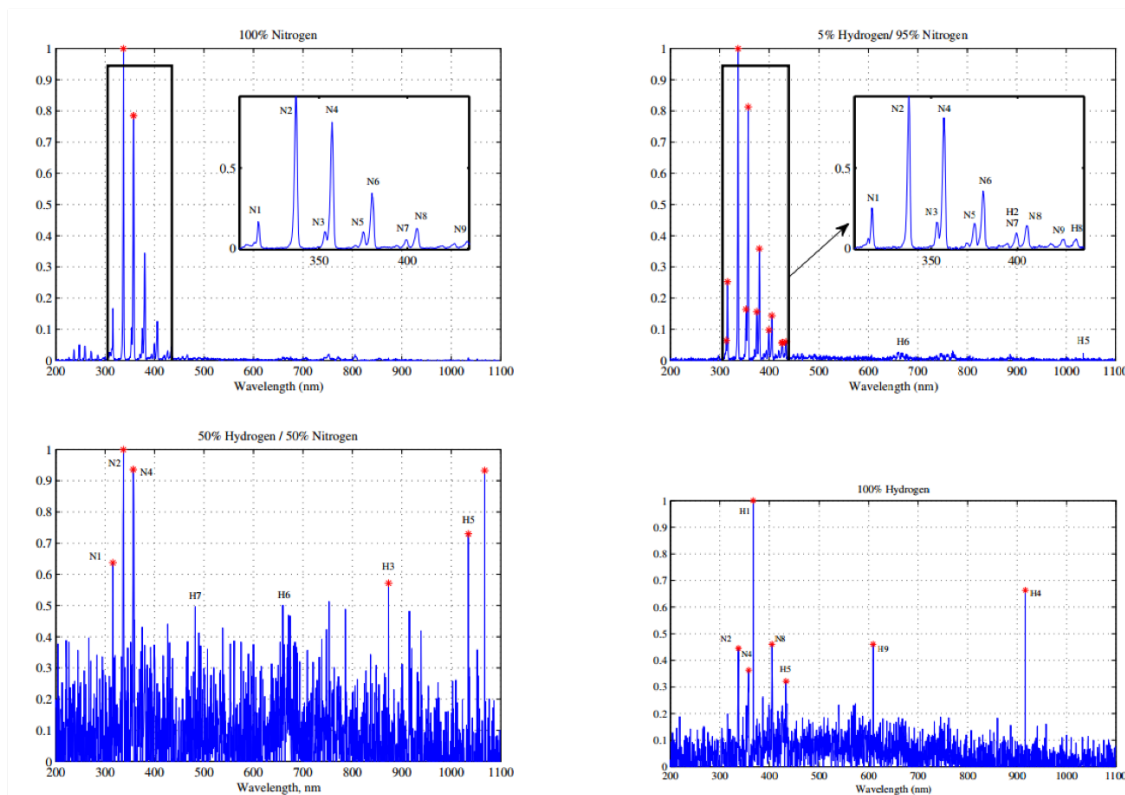 100% Nitrogen
1
0.9
0.8
0.7
0.6
0.5
0.4
0.3
0.2
0.1
0
N2
N4
N6
N1
N3
N5
N7
N8
N9
0.5
0
350
400
200 300 400 500 600 700 800 900 1000 1100
Wavelength (nm)
5% Hydrogen/ 95% Nitrogen
1
0.9
0.8
0.7
0.6
0.5
0.4
0.3
0.2
0.1
0
N2
N4
N6
N1
N3
N5
H2
N7
N8
N9
H8
0.5
0
350
400
H6
H5
200 300 400 500 600 700 800 900 1000 1100
Wavelength (nm)
50% Hydrogen / 50% Nitrogen
1
0.9
0.8
0.7
0.6
0.5
0.4
0.3
0.2
0.1
0
N2
N4
N1
H7
H6
H3
H5
200 300 400 500 600 700 800 900 1000 1100
Wavelength, nm
100% Hydrogen
1
0.9
0.8
0.7
0.6
0.5
0.4
0.3
0.2
0.1
0
H1
N2
N4
N8
H5
H9
H4
200 300 400 500 600 700 800 900 1000 1100
Wavelength (nm)